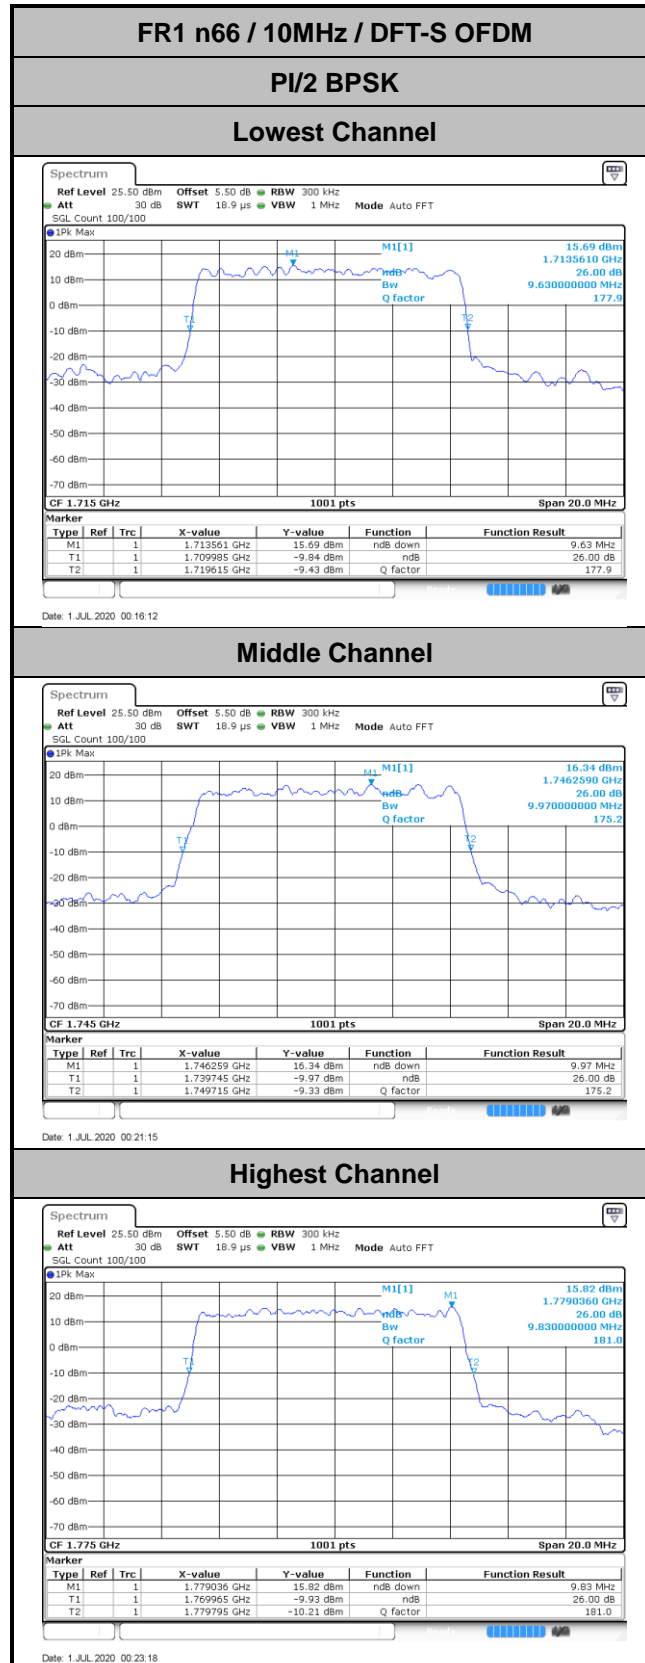 FR1 n66 / 10MHz / DFT-S OFDM
PI/2 BPSK
Lowest Channel
Spectrum
Ref Level 25.50 dBm Offset 5.50 dB RBW 300 kHz
Att 30 dB SWT 18.9 µs VBW 1 MHz Mode Auto FFT
SGL Count 100/100
1Pk Max
M1[1] 15.69 dBm
1.7135610 GHz
ndB 26.00 dB
Bw 9.630000000 MHz
Q factor 177.9
M1
T1
T2
20 dBm
10 dBm
0 dBm
-10 dBm
-20 dBm
-30 dBm
-40 dBm
-50 dBm
-60 dBm
-70 dBm
CF 1.715 GHz 1001 pts Span 20.0 MHz
Marker
Type Ref Trc X-value Y-value Function Function Result
M1 1 1.713561 GHz 15.69 dBm ndB down 9.63 MHz
T1 1 1.709985 GHz -9.84 dBm ndB 26.00 dB
T2 1 1.719615 GHz -9.43 dBm Q factor 177.9
Date: 1.JUL.2020 00:16:12
Middle Channel
Spectrum
Ref Level 25.50 dBm Offset 5.50 dB RBW 300 kHz
Att 30 dB SWT 18.9 µs VBW 1 MHz Mode Auto FFT
SGL Count 100/100
1Pk Max
M1[1] 16.34 dBm
1.7462590 GHz
ndB 26.00 dB
Bw 9.970000000 MHz
Q factor 175.2
M1
T1
T2
20 dBm
10 dBm
0 dBm
-10 dBm
-20 dBm
-30 dBm
-40 dBm
-50 dBm
-60 dBm
-70 dBm
CF 1.745 GHz 1001 pts Span 20.0 MHz
Marker
Type Ref Trc X-value Y-value Function Function Result
M1 1 1.746259 GHz 16.34 dBm ndB down 9.97 MHz
T1 1 1.739745 GHz -9.97 dBm ndB 26.00 dB
T2 1 1.749715 GHz -9.33 dBm Q factor 175.2
Date: 1.JUL.2020 00:21:15
Highest Channel
Spectrum
Ref Level 25.50 dBm Offset 5.50 dB RBW 300 kHz
Att 30 dB SWT 18.9 µs VBW 1 MHz Mode Auto FFT
SGL Count 100/100
1Pk Max
M1[1] 15.82 dBm
1.7790360 GHz
ndB 26.00 dB
Bw 9.830000000 MHz
Q factor 181.0
M1
T1
T2
20 dBm
10 dBm
0 dBm
-10 dBm
-20 dBm
-30 dBm
-40 dBm
-50 dBm
-60 dBm
-70 dBm
CF 1.775 GHz 1001 pts Span 20.0 MHz
Marker
Type Ref Trc X-value Y-value Function Function Result
M1 1 1.779036 GHz 15.82 dBm ndB down 9.83 MHz
T1 1 1.769965 GHz -9.93 dBm ndB 26.00 dB
T2 1 1.779795 GHz -10.21 dBm Q factor 181.0
Date: 1.JUL.2020 00:23:18